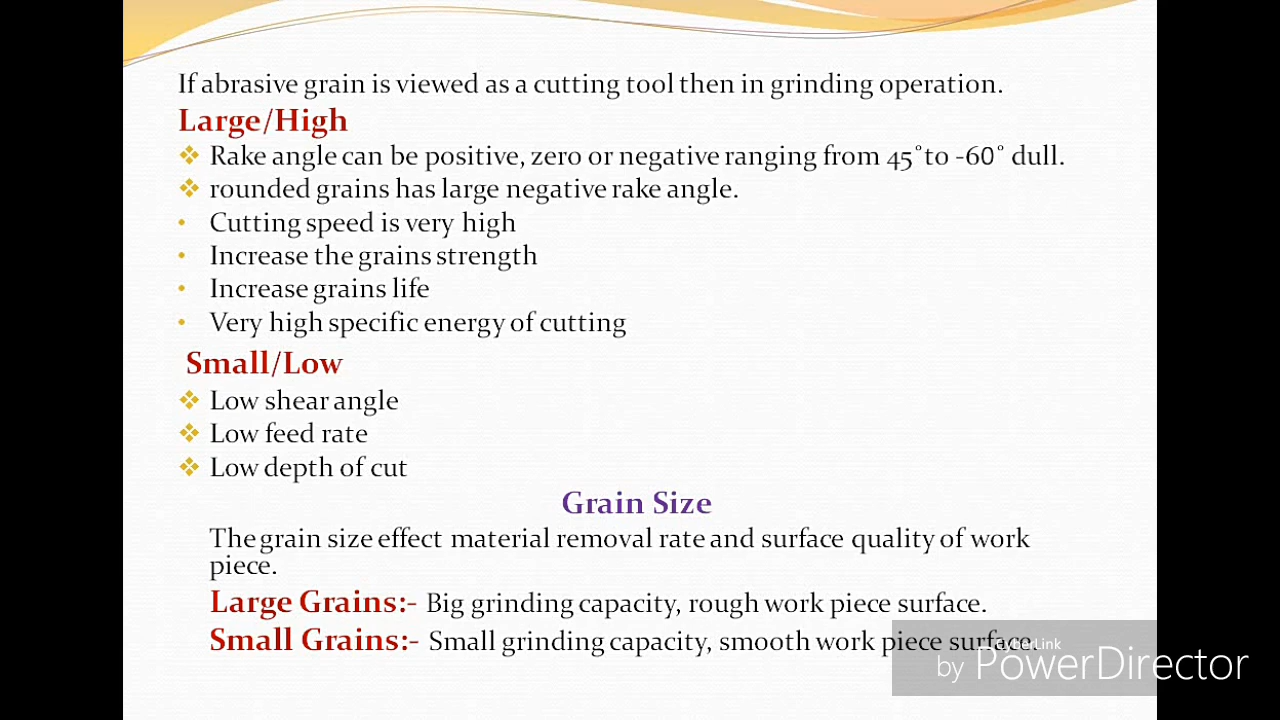 If abrasive grain is viewed as a cutting tool then in grinding operation.
Large/High
❖ Rake angle can be positive, zero or negative ranging from 45˚to -60˚ dull.
❖ rounded grains has large negative rake angle.
• Cutting speed is very high
• Increase the grains strength
• Increase grains life
• Very high specific energy of cutting
Small/Low
❖ Low shear angle
❖ Low feed rate
❖ Low depth of cut
Grain Size
The grain size effect material removal rate and surface quality of work
piece.
Large Grains:- Big grinding capacity, rough work piece surface.
Small Grains:- Small grinding capacity, smooth work piece surface.
CyberLink
by PowerDirector